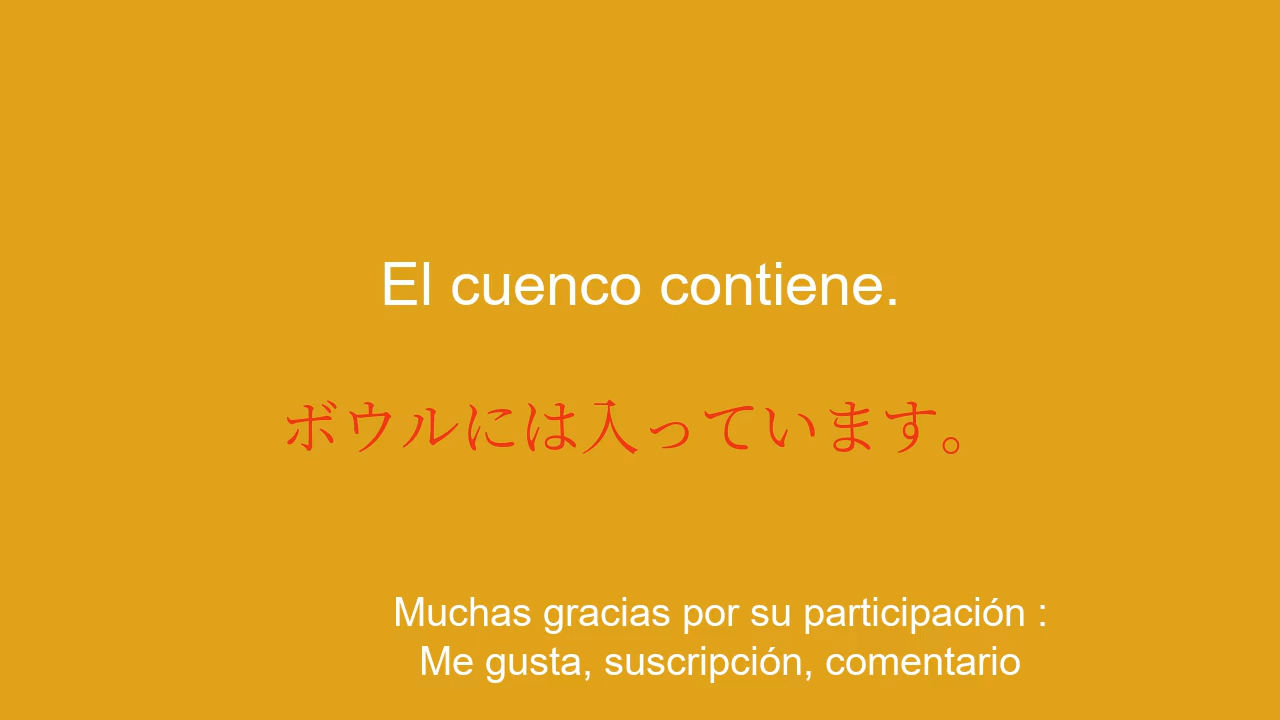 El cuenco contiene.
ボウルには入っています。
Muchas gracias por su participación :
Me gusta, suscripción, comentario